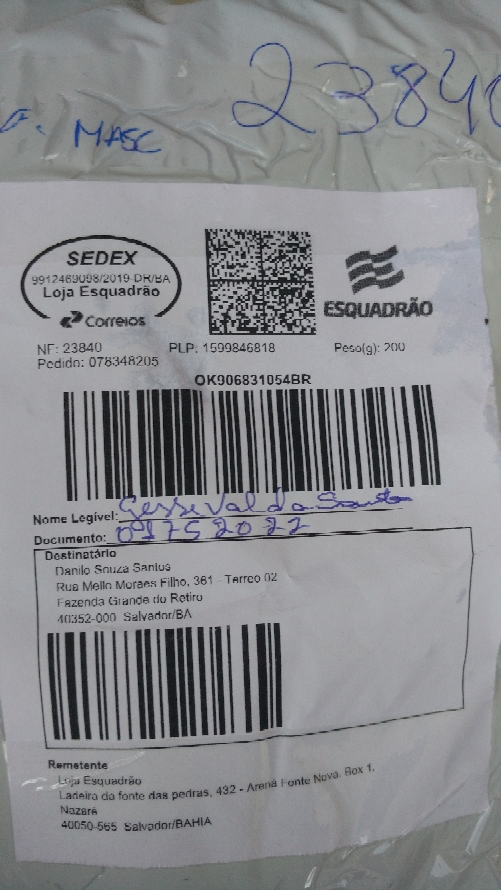 MASC
2384
SEDEX
9912469098/2019-DR/BA
Loja Esquadrão
Correios
ESQUADRÃO
NF: 23840 PLP: 1599846818 Peso(g): 200
Pedido: 078348205
OK906831054BR
Nome Legível:
Documento:
Destinatário
Danilo Souza Santos
Rua Mello Moraes Filho, 361 - Terreo 02
Fazenda Grande do Retiro
40352-000 Salvador/BA
Remetente
Loja Esquadrão
Ladeira da fonte das pedras, 432 - Arena Fonte Nova, Box 1,
Nazaré
40050-565 Salvador/BAHIA